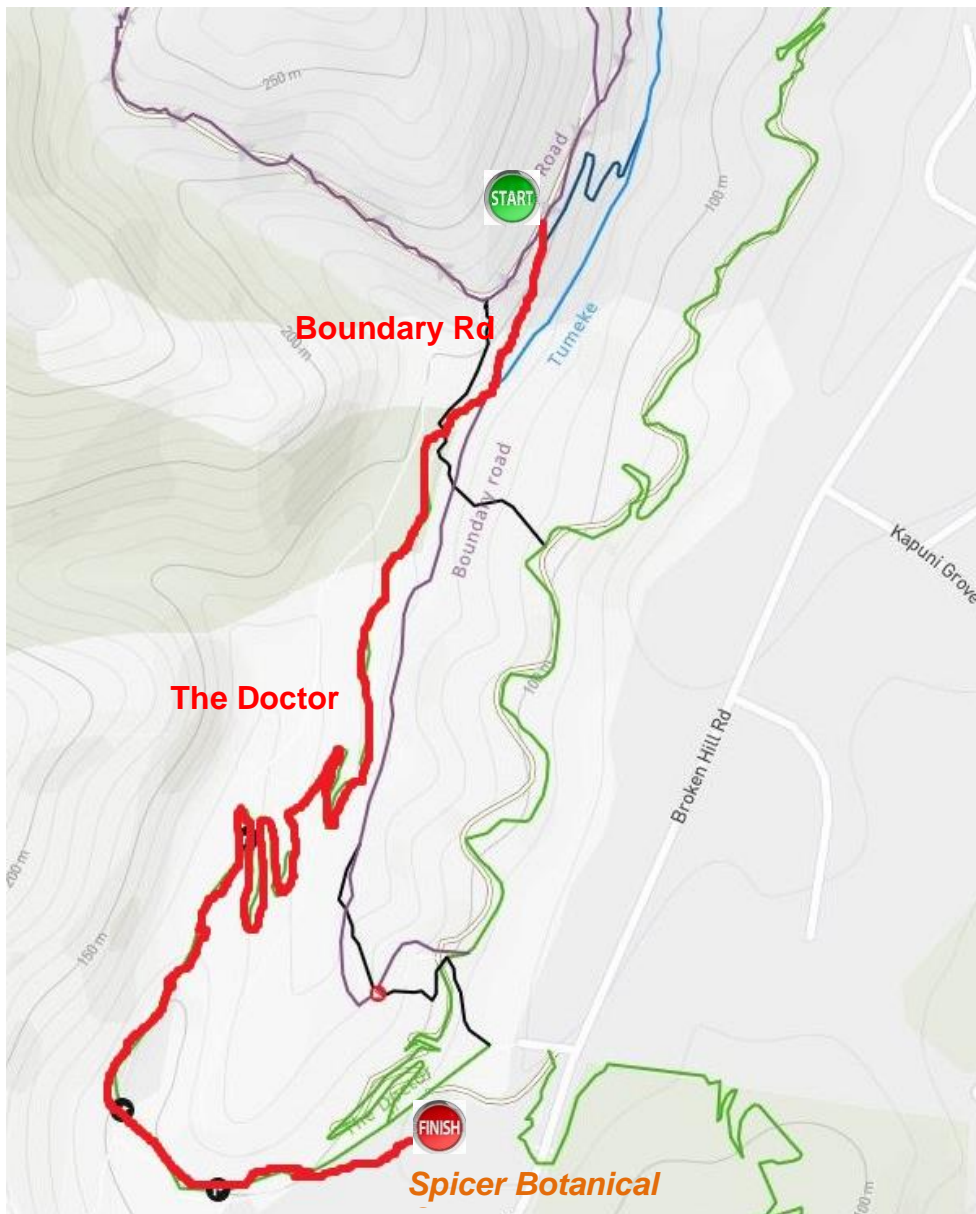 250 m
Road
START
100 m
Boundary Rd
200 m
Tumeke
Boundary road
Kapuni Grove
100 m
The Doctor
Broken Hill Rd
200 m
150 m
The Doctor
FINISH
Spicer Botanical
100 m